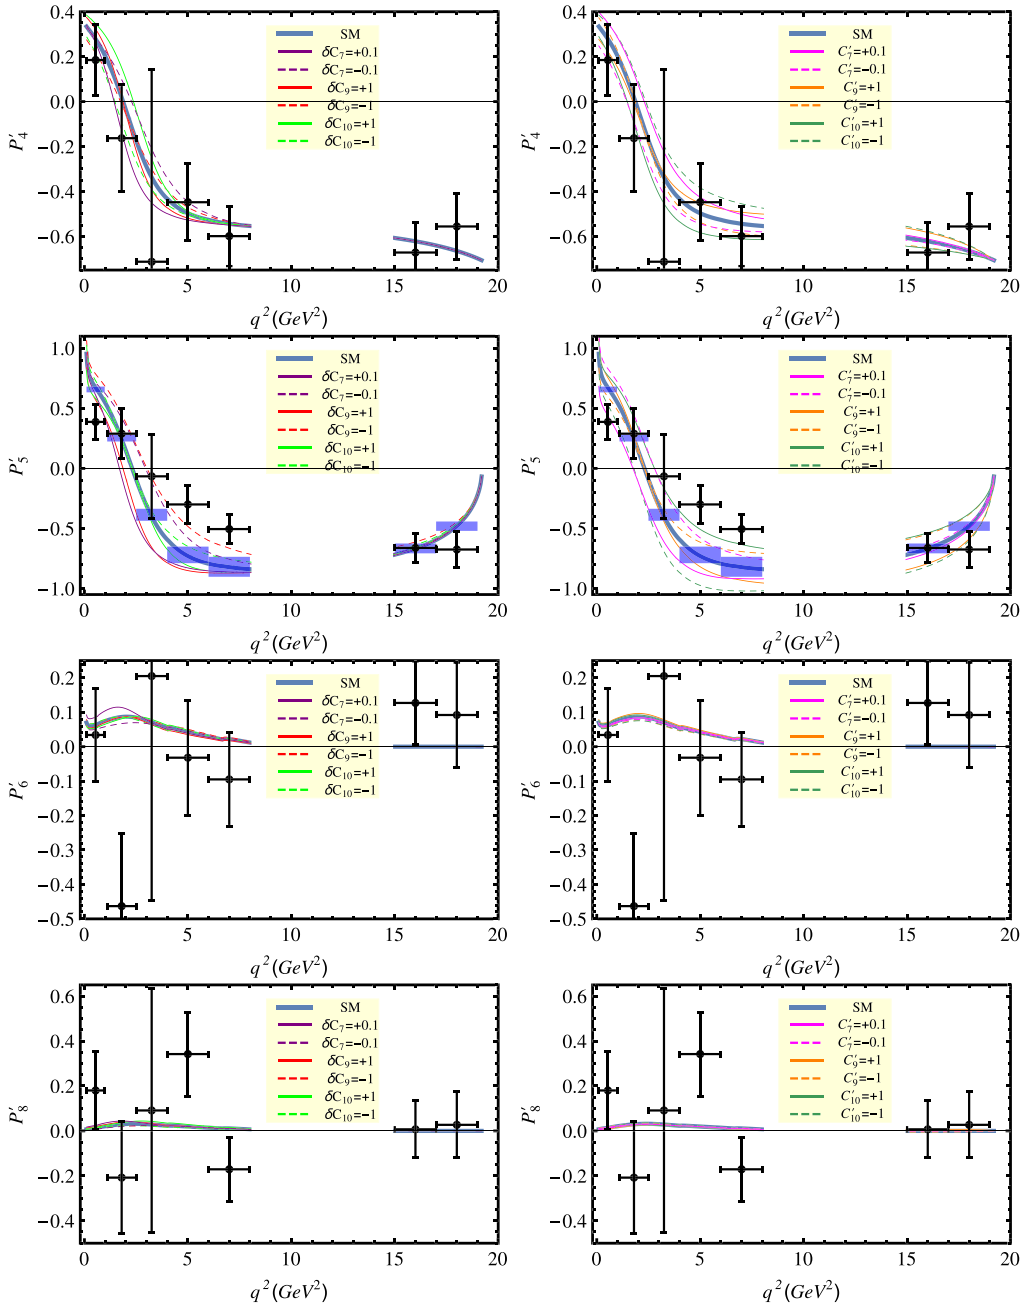 0.4
0.2
0.0
−0.2
−0.4
−0.6
P′4
SM
δC7=+0.1
δC7=−0.1
δC9=+1
δC9=−1
δC10=+1
δC10=−1
0 5 10 15 20
q² (GeV²)
0.4
0.2
0.0
−0.2
−0.4
−0.6
P′4
SM
C′7=+0.1
C′7=−0.1
C′9=+1
C′9=−1
C′10=+1
C′10=−1
0 5 10 15 20
q² (GeV²)
1.0
0.5
0.0
−0.5
−1.0
P′5
SM
δC7=+0.1
δC7=−0.1
δC9=+1
δC9=−1
δC10=+1
δC10=−1
0 5 10 15 20
q² (GeV²)
1.0
0.5
0.0
−0.5
−1.0
P′5
SM
C′7=+0.1
C′7=−0.1
C′9=+1
C′9=−1
C′10=+1
C′10=−1
0 5 10 15 20
q² (GeV²)
0.2
0.1
0.0
−0.1
−0.2
−0.3
−0.4
−0.5
P′6
SM
δC7=+0.1
δC7=−0.1
δC9=+1
δC9=−1
δC10=+1
δC10=−1
0 5 10 15 20
q² (GeV²)
0.2
0.1
0.0
−0.1
−0.2
−0.3
−0.4
−0.5
P′6
SM
C′7=+0.1
C′7=−0.1
C′9=+1
C′9=−1
C′10=+1
C′10=−1
0 5 10 15 20
q² (GeV²)
0.6
0.4
0.2
0.0
−0.2
−0.4
P′8
SM
δC7=+0.1
δC7=−0.1
δC9=+1
δC9=−1
δC10=+1
δC10=−1
0 5 10 15 20
q² (GeV²)
0.6
0.4
0.2
0.0
−0.2
−0.4
P′8
SM
C′7=+0.1
C′7=−0.1
C′9=+1
C′9=−1
C′10=+1
C′10=−1
0 5 10 15 20
q² (GeV²)